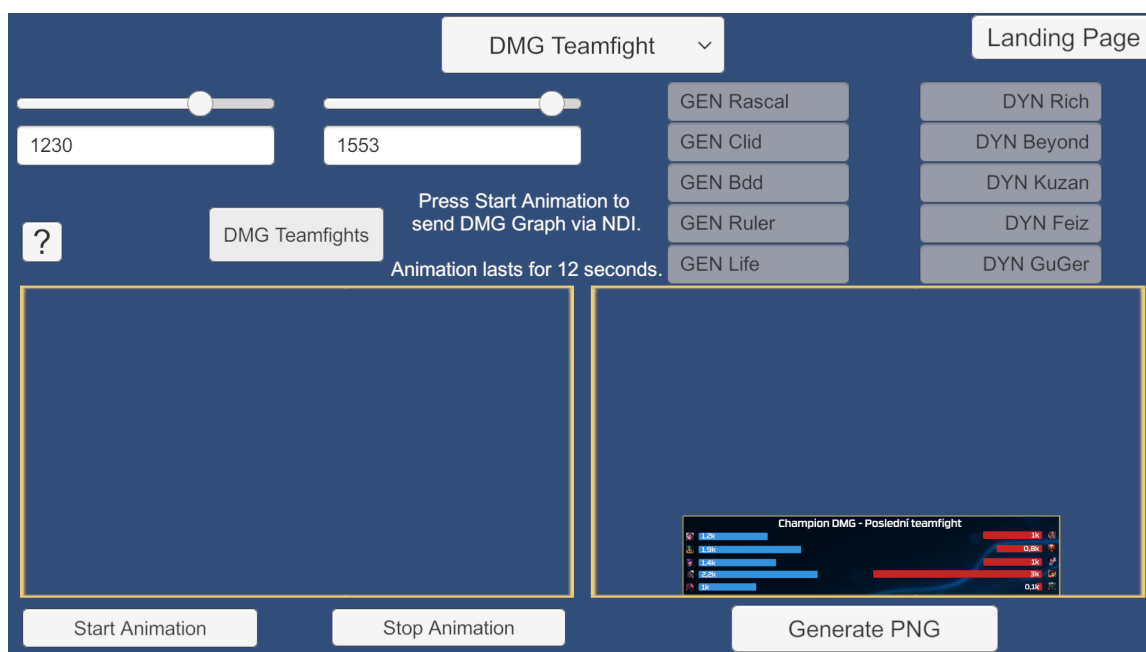 DMG Teamfight
Landing Page
1230
1553
GEN Rascal
DYN Rich
GEN Clid
DYN Beyond
GEN Bdd
DYN Kuzan
GEN Ruler
DYN Feiz
GEN Life
DYN GuGer
?
DMG Teamfights
Press Start Animation to
send DMG Graph via NDI.
Animation lasts for 12 seconds.
Champion DMG - Poslední teamfight
1.2k
1k
1.9k
0,8k
1.4k
1k
2.2k
3k
1k
0,1k
Start Animation
Stop Animation
Generate PNG